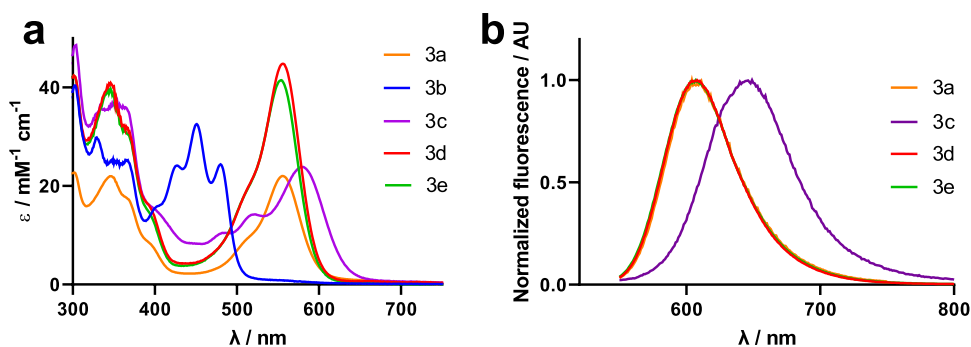 a
ε / mM-1 cm-1
40
20
0
300
400
500
600
700
λ / nm
3a
3b
3c
3d
3e
b
Normalized fluorescence / AU
1.0
0.5
0.0
600
700
800
λ / nm
3a
3c
3d
3e